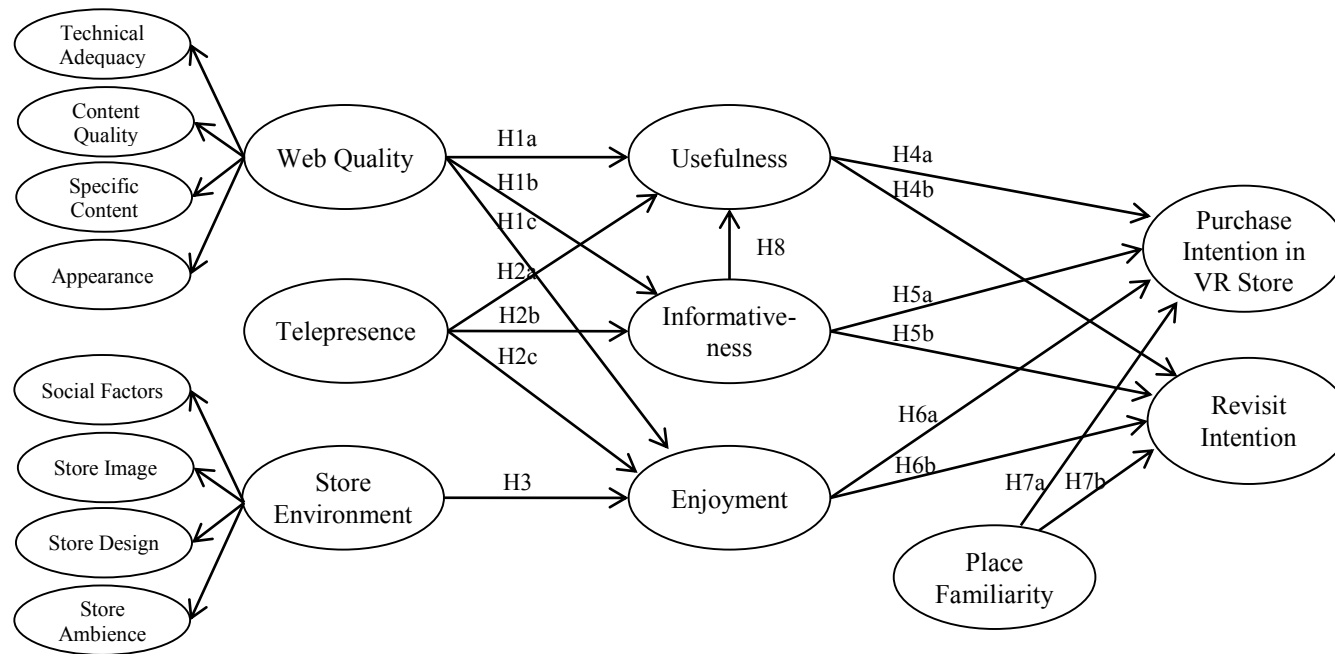 Technical
Adequacy
Content
Quality
Specific
Content
Appearance
Social Factors
Store Image
Store Design
Store
Ambience
Web Quality
Telepresence
Store
Environment
H1a
H1b
H1c
H2a
H2b
H2c
H3
Usefulness
H8
Informative-
ness
Enjoyment
H4a
H4b
H5a
H5b
H6a
H6b
H7a
H7b
Place
Familiarity
Purchase
Intention in
VR Store
Revisit
Intention